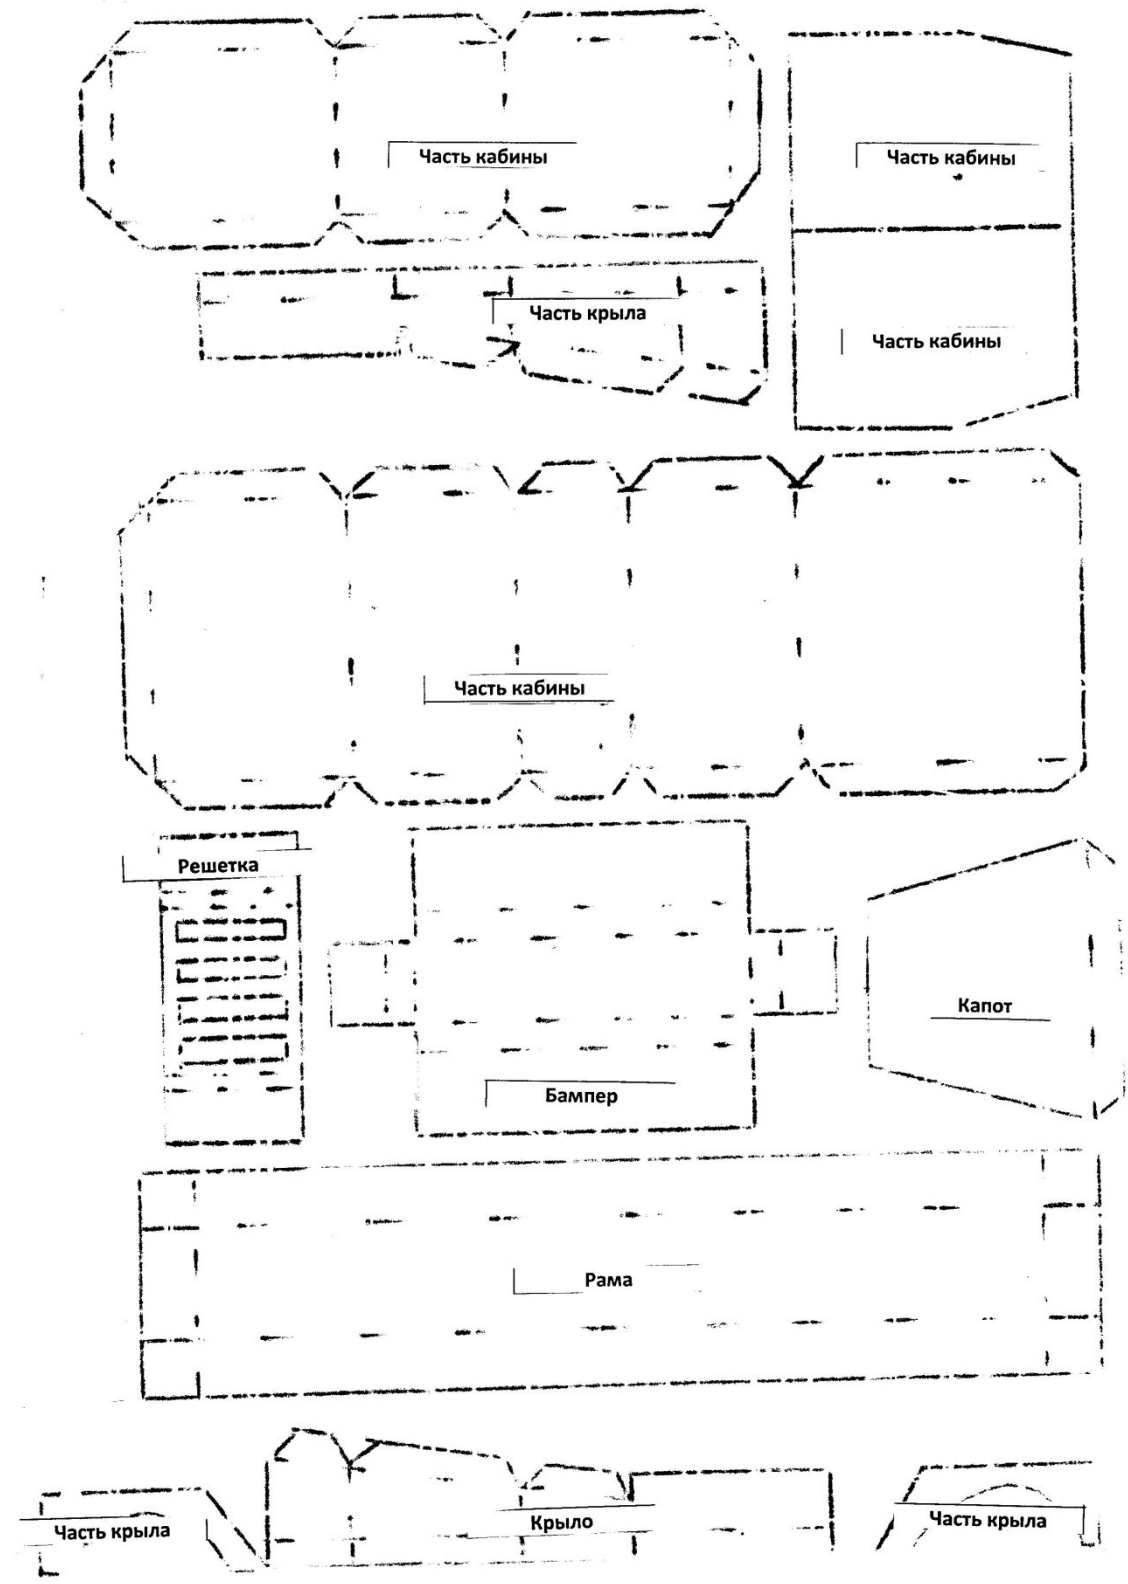 Часть кабины
Часть кабины
Часть крыла
Часть кабины
Часть кабины
Решетка
Капот
Бампер
Рама
Часть крыла
Крыло
Часть крыла